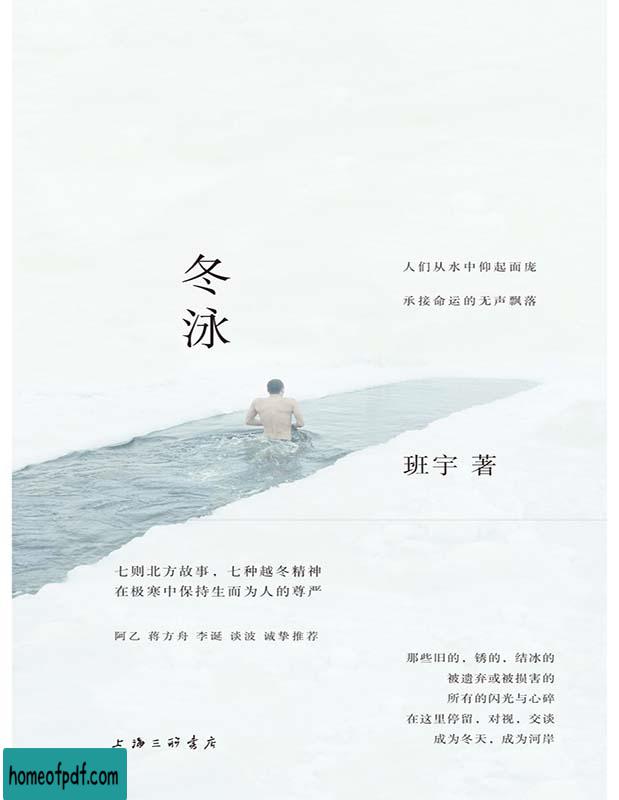 冬泳
人们从水中仰起面庞
承接命运的无声飘落
班宇 著
七则北方故事，七种越冬精神
在极寒中保持生而为人的尊严
阿乙 蒋方舟 李诞 谈波 诚挚推荐
那些旧的，锈的，结冰的
被遗弃或被损害的
所有的闪光与心碎
在这里停留，对视，交谈
成为冬天，成为河岸
上海三联书店
homeofpdf.com